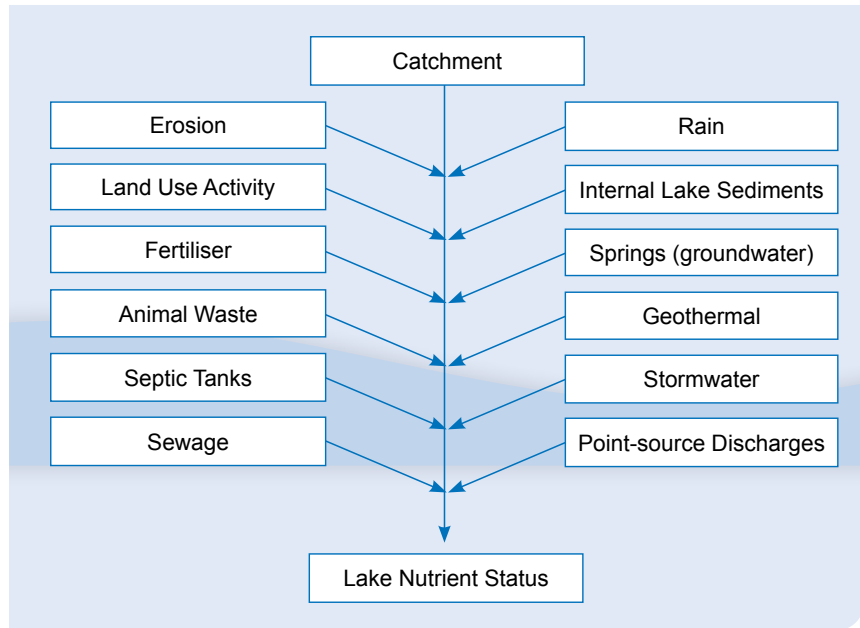 Catchment
Erosion
Rain
Land Use Activity
Internal Lake Sediments
Fertiliser
Springs (groundwater)
Animal Waste
Geothermal
Septic Tanks
Stormwater
Sewage
Point-source Discharges
Lake Nutrient Status